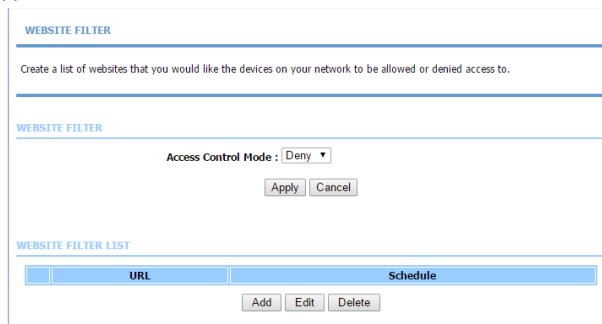 WEBSITE FILTER
Create a list of websites that you would like the devices on your network to be allowed or denied access to.
WEBSITE FILTER
Access Control Mode : Deny
Apply Cancel
WEBSITE FILTER LIST
URL Schedule
Add Edit Delete